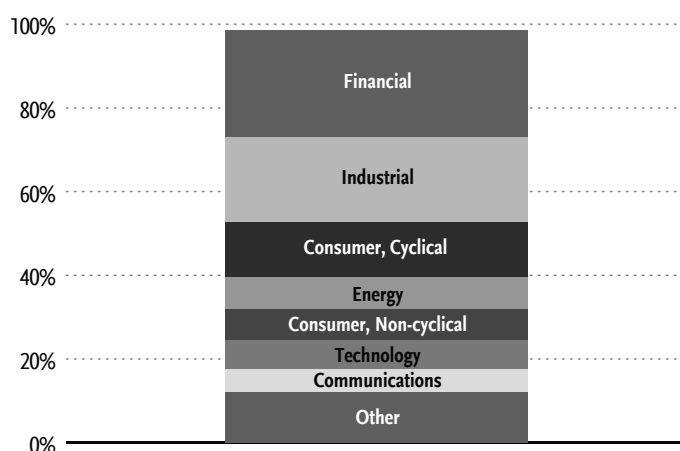 100%
Financial
80%
Industrial
60%
Consumer, Cyclical
40%
Energy
Consumer, Non-cyclical
20%
Technology
Communications
Other
0%